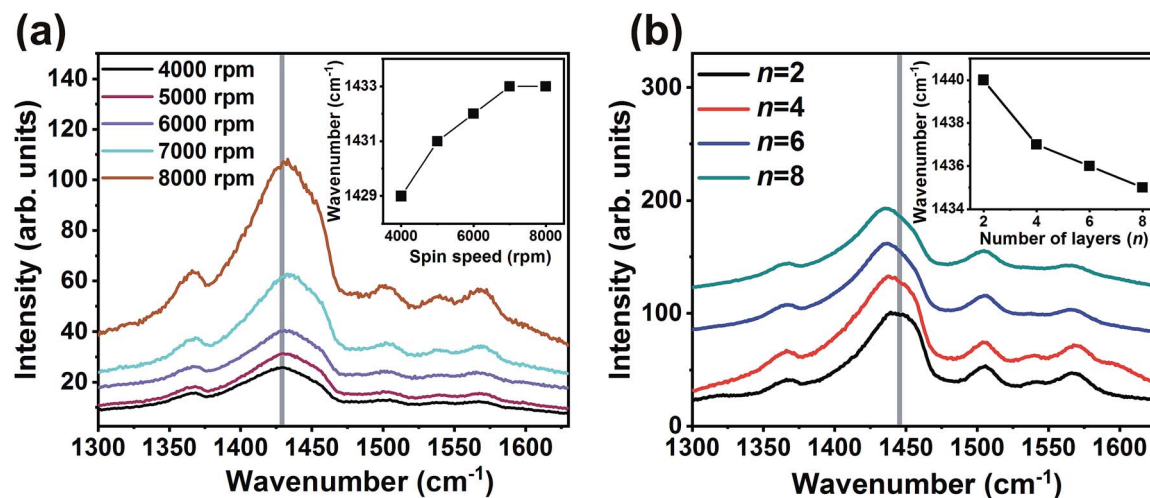 (a)
150
120
100
80
60
40
20
1300 1350 1400 1450 1500 1550 1600
Intensity (arb. units)
Wavenumber (cm-1)
4000 rpm
5000 rpm
6000 rpm
7000 rpm
8000 rpm
Wavenumber (cm-1)
1433
1431
1429
4000 6000 8000
Spin speed (rpm)
(b)
300
200
100
0
1300 1350 1400 1450 1500 1550 1600
Intensity (arb. units)
Wavenumber (cm-1)
n=2
n=4
n=6
n=8
Wavenumber (cm-1)
1440
1438
1436
1434
2 4 6 8
Number of layers (n)